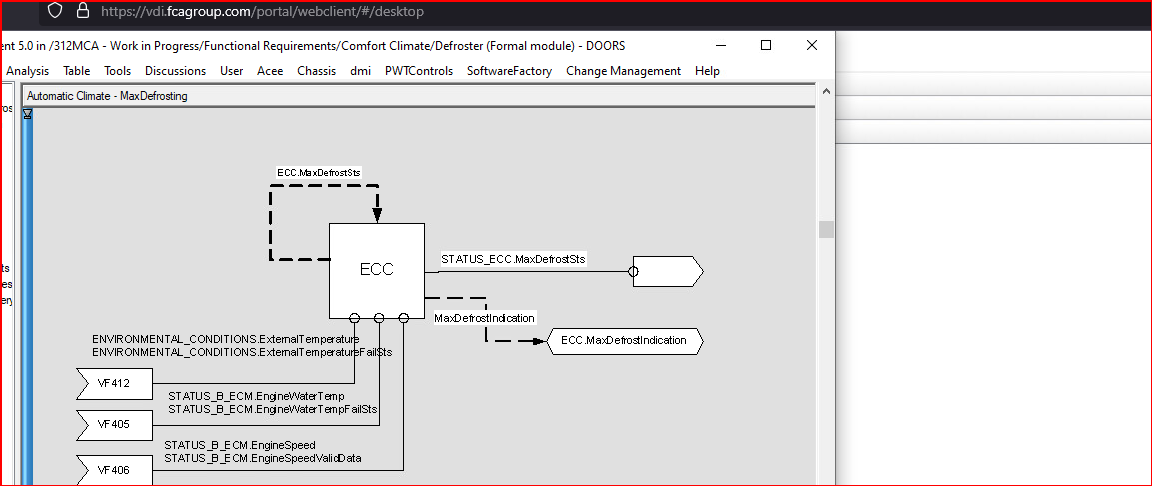 https://vdi.fcagroup.com/portal/webclient/#/desktop
ent 5.0 in /312MCA - Work in Progress/Functional Requirements/Comfort Climate/Defroster (Formal module) - DOORS
Analysis Table Tools Discussions User Acee Chassis dmi PWTControls SoftwareFactory Change Management Help
Automatic Climate - MaxDefrosting
ros
ECC.MaxDefrostSts
ECC
STATUS_ECC.MaxDefrostSts
ts
es
ery
MaxDefrostIndication
ECC.MaxDefrostIndication
ENVIRONMENTAL_CONDITIONS.ExternalTemperature
ENVIRONMENTAL_CONDITIONS.ExternalTemperatureFailSts
VF412
STATUS_B_ECM.EngineWaterTemp
STATUS_B_ECM.EngineWaterTempFailSts
VF405
STATUS_B_ECM.EngineSpeed
STATUS_B_ECM.EngineSpeedValidData
VF406